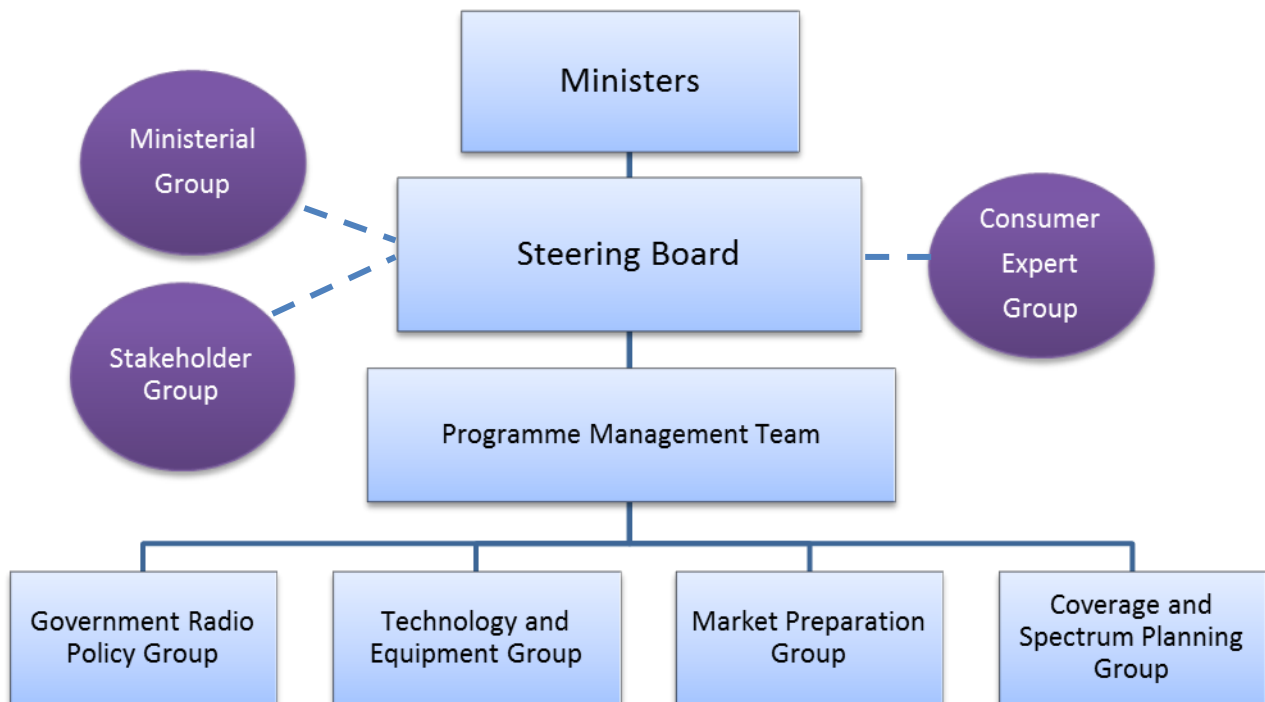 Ministers
Ministerial
Group
Steering Board
Consumer
Expert
Group
Stakeholder
Group
Programme Management Team
Government Radio
Policy Group
Technology and
Equipment Group
Market Preparation
Group
Coverage and
Spectrum Planning
Group